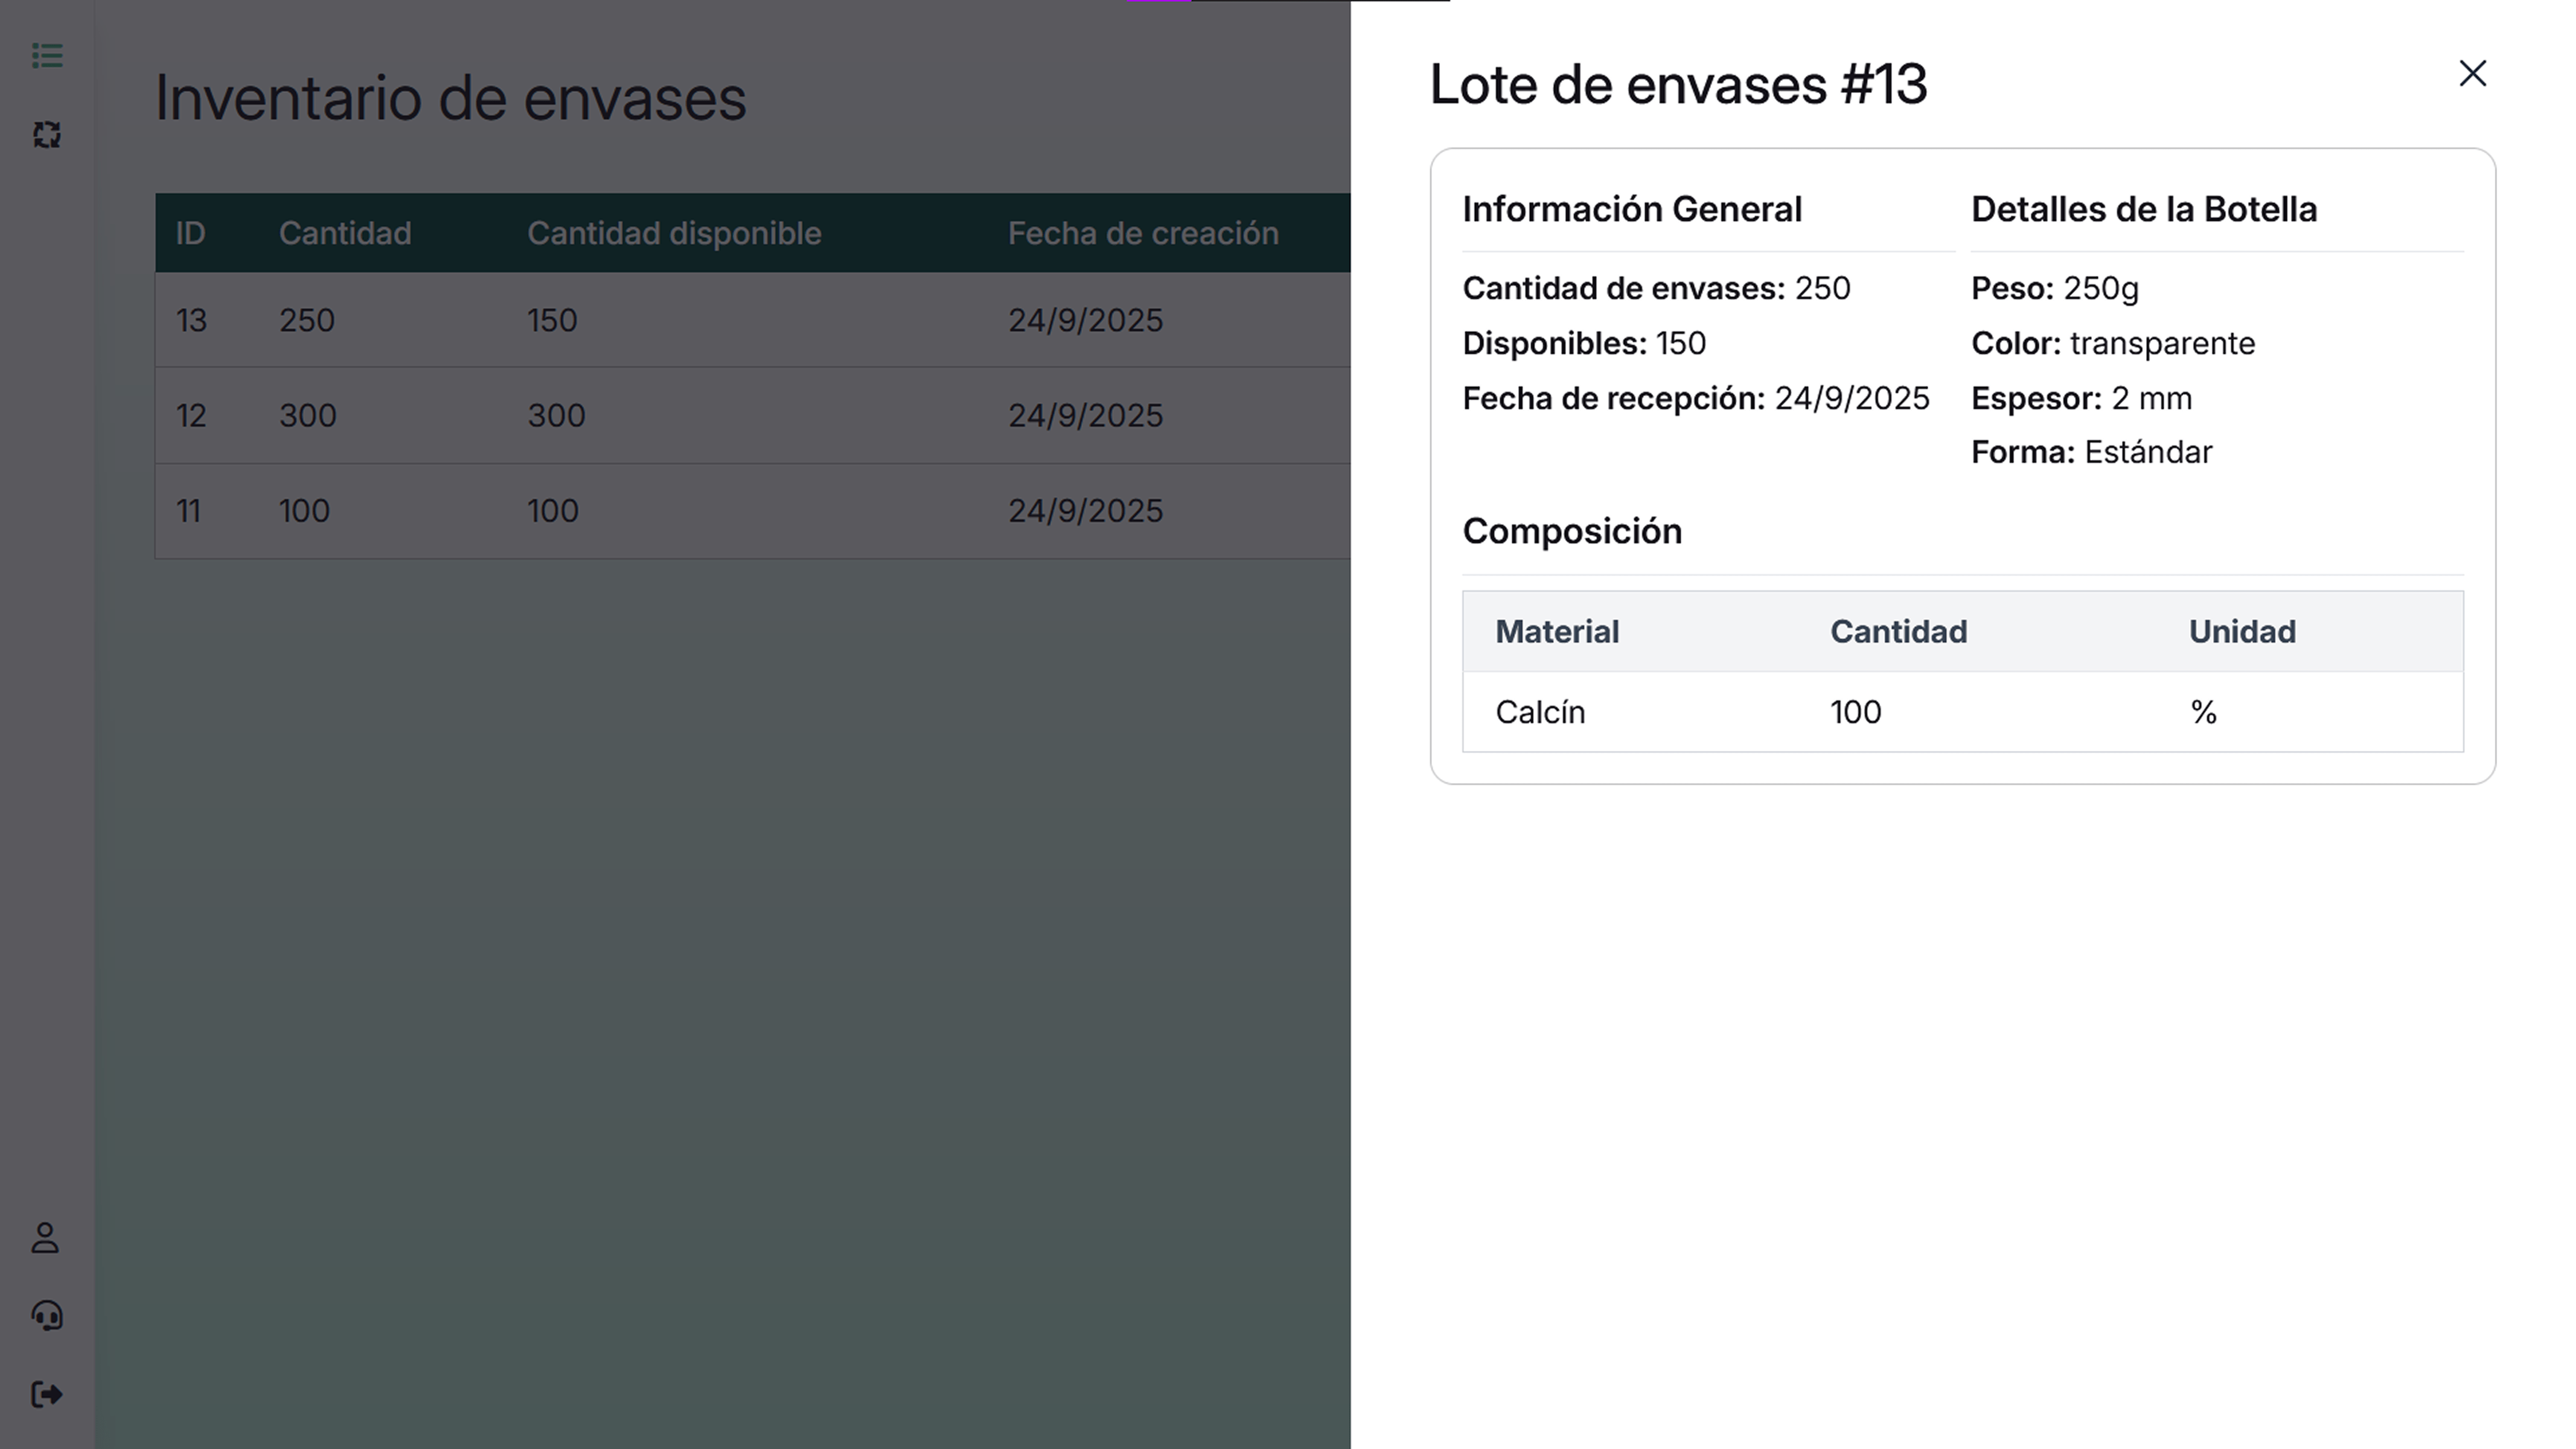 Inventario de envases
ID Cantidad Cantidad disponible Fecha de creación
13 250 150 24/9/2025
12 300 300 24/9/2025
11 100 100 24/9/2025
Lote de envases #13
Información General
Cantidad de envases: 250
Disponibles: 150
Fecha de recepción: 24/9/2025
Detalles de la Botella
Peso: 250g
Color: transparente
Espesor: 2 mm
Forma: Estándar
Composición
Material Cantidad Unidad
Calcín 100 %